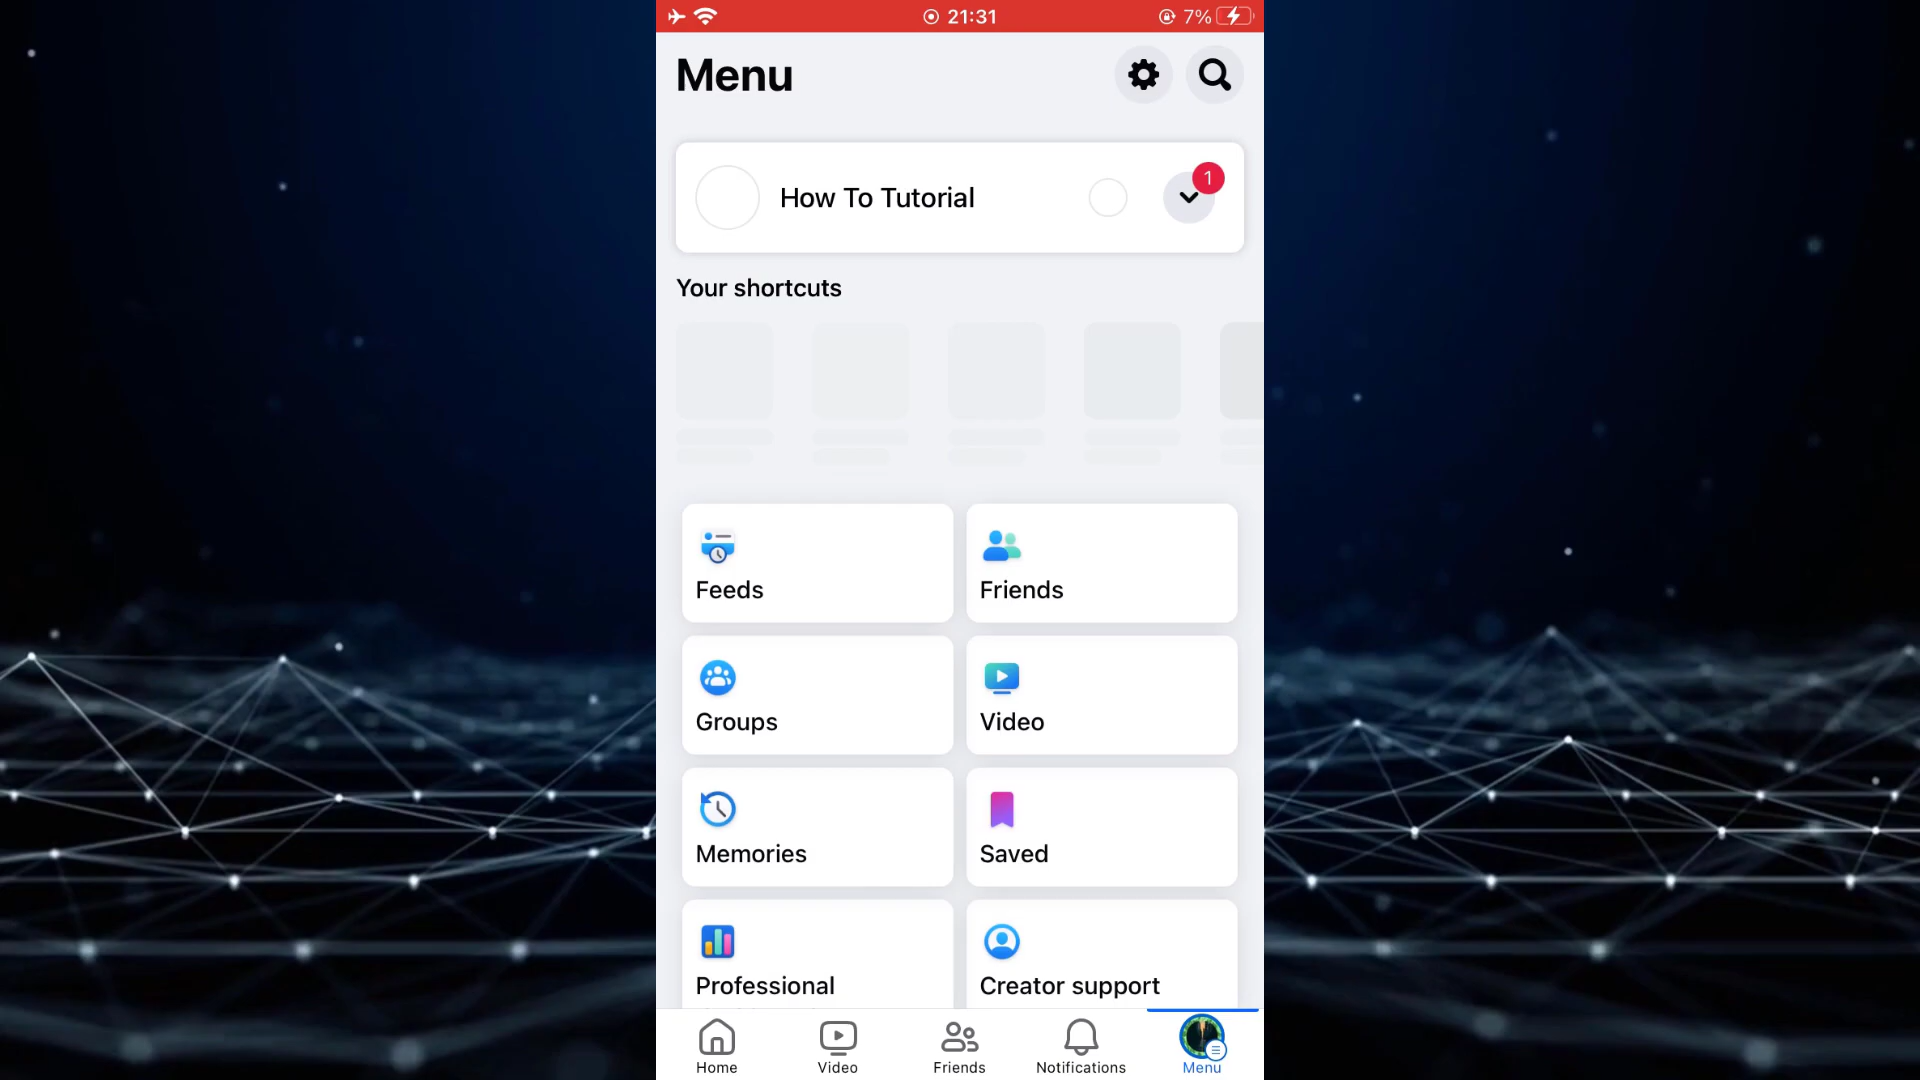 21:31
7%
Menu
How To Tutorial
1
Your shortcuts
Feeds
Friends
Groups
Video
Memories
Saved
Professional
Creator support
Home
Video
Friends
Notifications
Menu